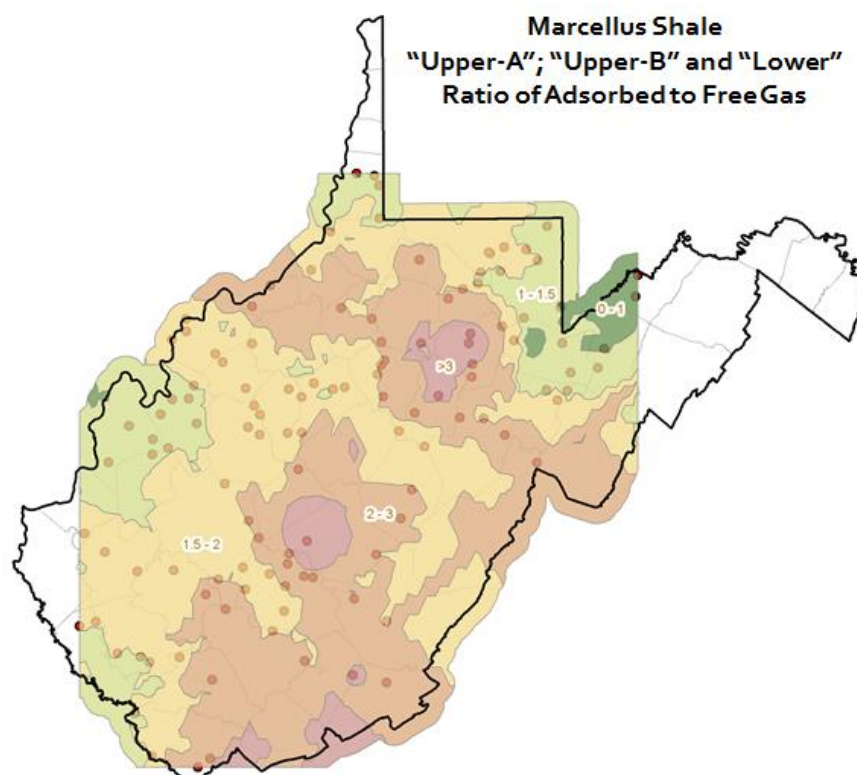 Marcellus Shale
“Upper-A”; “Upper-B” and “Lower”
Ratio of Adsorbed to Free Gas
1 - 1.5
0 - 1
>3
2 - 3
1.5 - 2